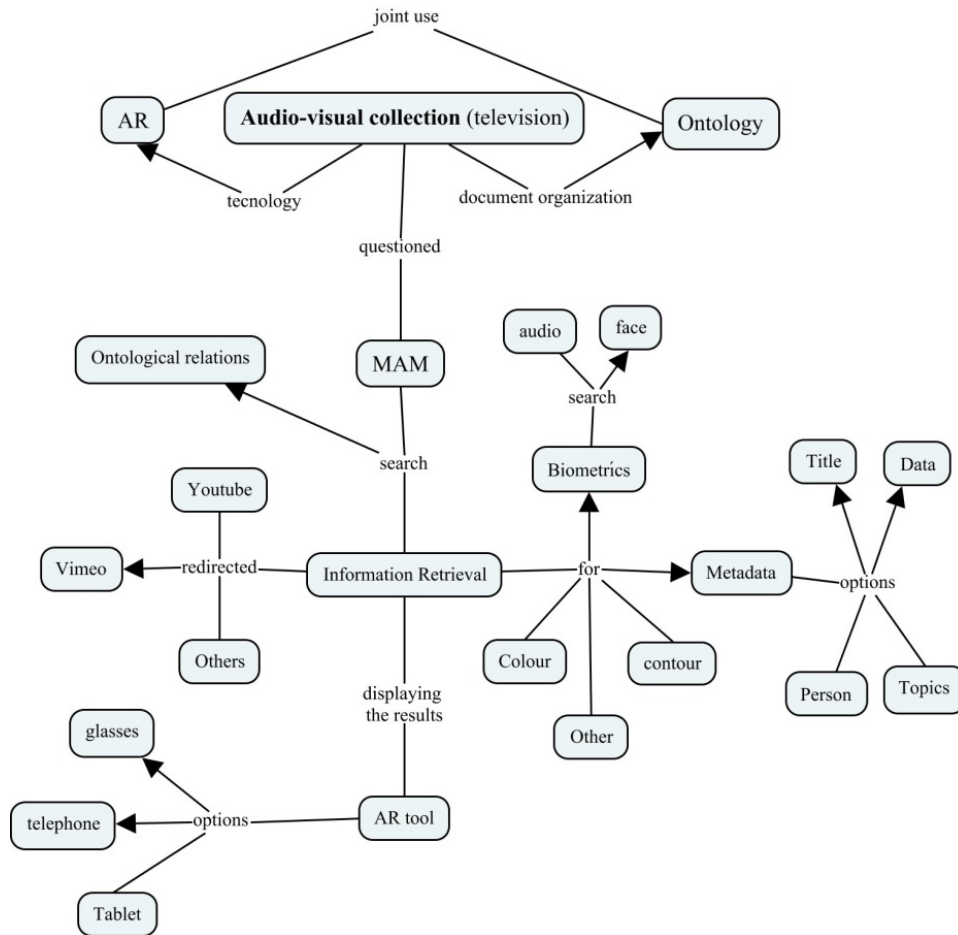 joint use
AR
Audio-visual collection (television)
Ontology
tecnology
document organization
questioned
audio
face
Ontological relations
MAM
search
search
Biometrícs
Title
Data
Youtube
Vimeo
redirected
Information Retrieval
for
Metadata
options
Others
Colour
contour
Person
Topics
displaying
the results
glasses
Other
telephone
options
AR tool
Tablet